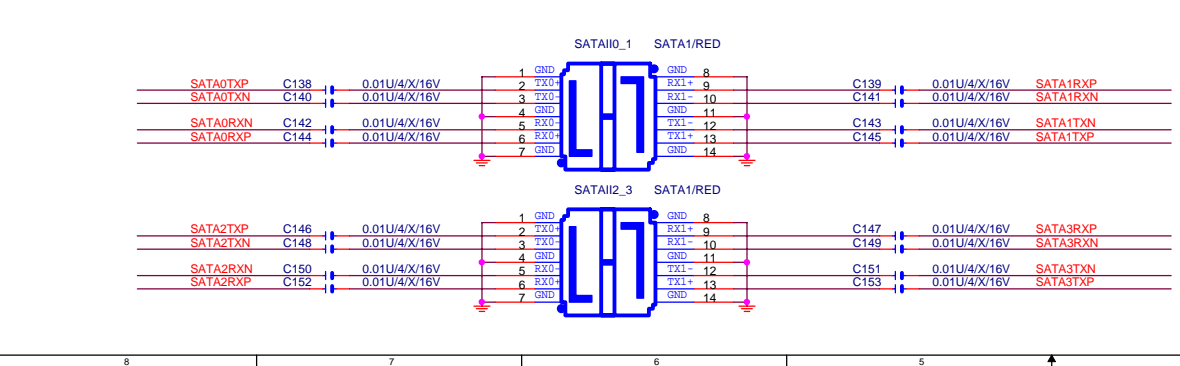 SATAII0_1 SATA1/RED
1 GND GND 8
SATA0TXP C138 0.01U/4/X/16V 2 TX0+ RX1+ 9 C139 0.01U/4/X/16V SATA1RXP
SATA0TXN C140 0.01U/4/X/16V 3 TX0- RX1- 10 C141 0.01U/4/X/16V SATA1RXN
4 GND GND 11
SATA0RXN C142 0.01U/4/X/16V 5 RX0- TX1- 12 C143 0.01U/4/X/16V SATA1TXN
SATA0RXP C144 0.01U/4/X/16V 6 RX0+ TX1+ 13 C145 0.01U/4/X/16V SATA1TXP
7 GND GND 14
SATAII2_3 SATA1/RED
1 GND GND 8
SATA2TXP C146 0.01U/4/X/16V 2 TX0+ RX1+ 9 C147 0.01U/4/X/16V SATA3RXP
SATA2TXN C148 0.01U/4/X/16V 3 TX0- RX1- 10 C149 0.01U/4/X/16V SATA3RXN
4 GND GND 11
SATA2RXN C150 0.01U/4/X/16V 5 RX0- TX1- 12 C151 0.01U/4/X/16V SATA3TXN
SATA2RXP C152 0.01U/4/X/16V 6 RX0+ TX1+ 13 C153 0.01U/4/X/16V SATA3TXP
7 GND GND 14
8 7 6 5